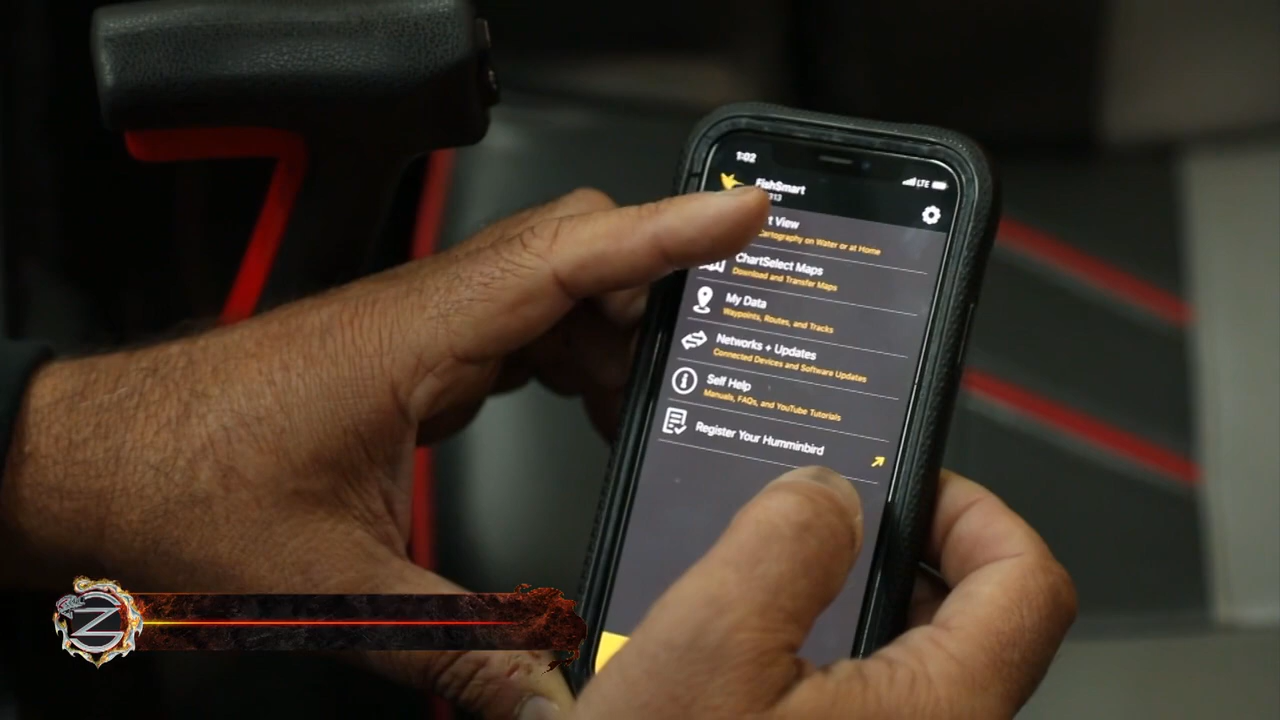 1:02
LTE
FishSmart
313
t View
Cartography on Water or at Home
ChartSelect Maps
Download and Transfer Maps
My Data
Waypoints, Routes, and Tracks
Networks + Updates
Connected Devices and Software Updates
Self Help
Manuals, FAQs, and YouTube Tutorials
Register Your Humminbird
Z